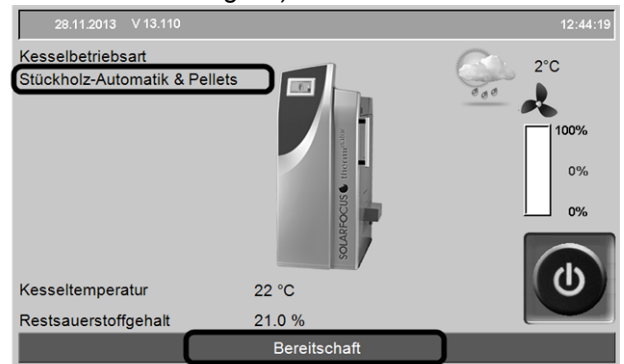 28.11.2013 V 13.110 12:44:19
Kesselbetriebsart
Stückholz-Automatik & Pellets
2°C
100%
0%
0%
SOLARFOCUS
Kesseltemperatur 22 °C
Restsauerstoffgehalt 21.0 %
Bereitschaft